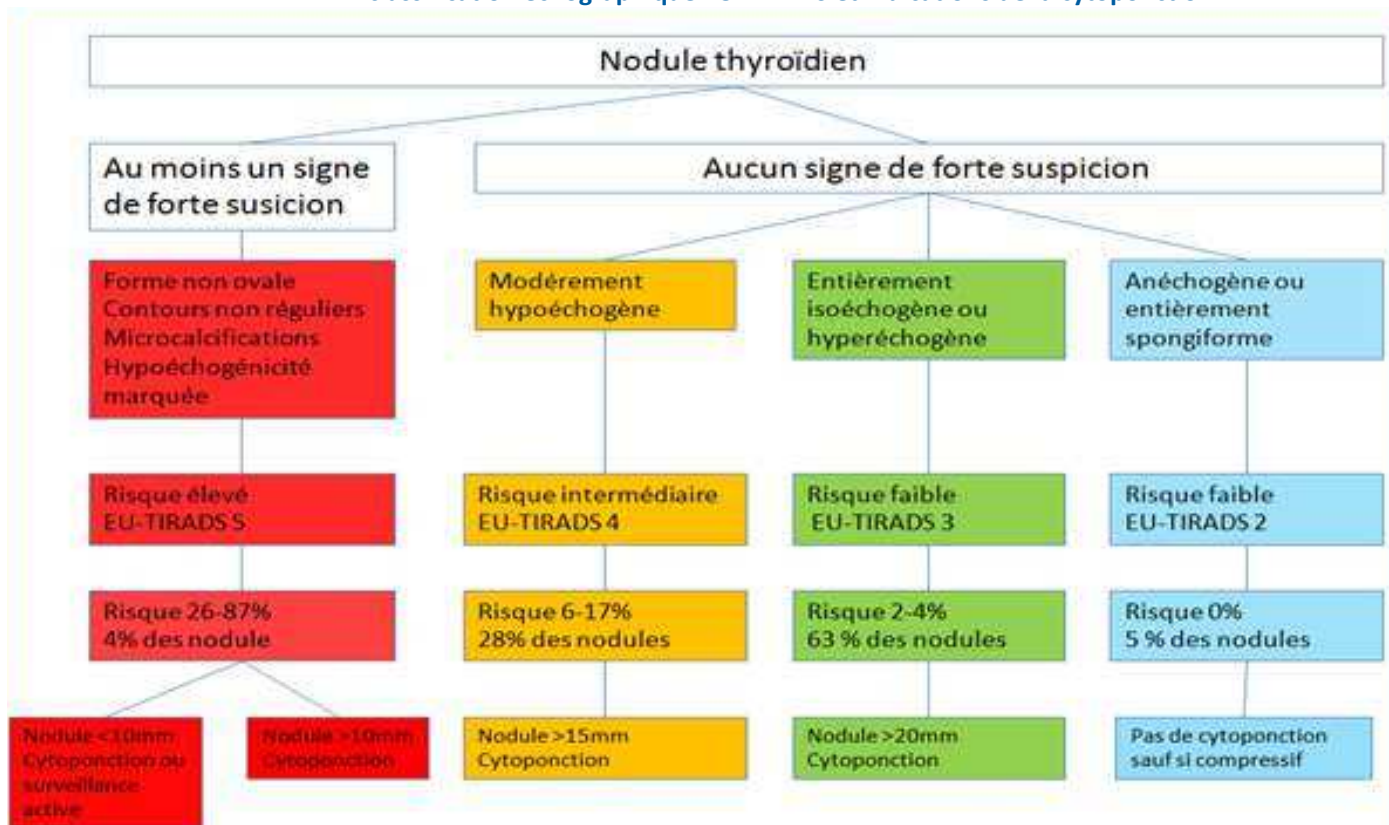 Nodule thyroïdien
Au moins un signe
de forte susicion
Aucun signe de forte suspicion
Forme non ovale
Contours non réguliers
Microcalcifications
Hypoéchogénicité
marquée
Modérement
hypoéchogène
Entièrement
isoéchogène ou
hyperéchogène
Anéchogène ou
entièrement
spongiforme
Risque élevé
EU-TIRADS 5
Risque intermédiaire
EU-TIRADS 4
Risque faible
EU-TIRADS 3
Risque faible
EU-TIRADS 2
Risque 26-87%
4% des nodule
Risque 6-17%
28% des nodules
Risque 2-4%
63 % des nodules
Risque 0%
5 % des nodules
Nodule <10mm
Cytoponction ou
surveillance
active
Nodule >10mm
Cytoponction
Nodule >15mm
Cytoponction
Nodule >20mm
Cytoponction
Pas de cytoponction
sauf si compressif